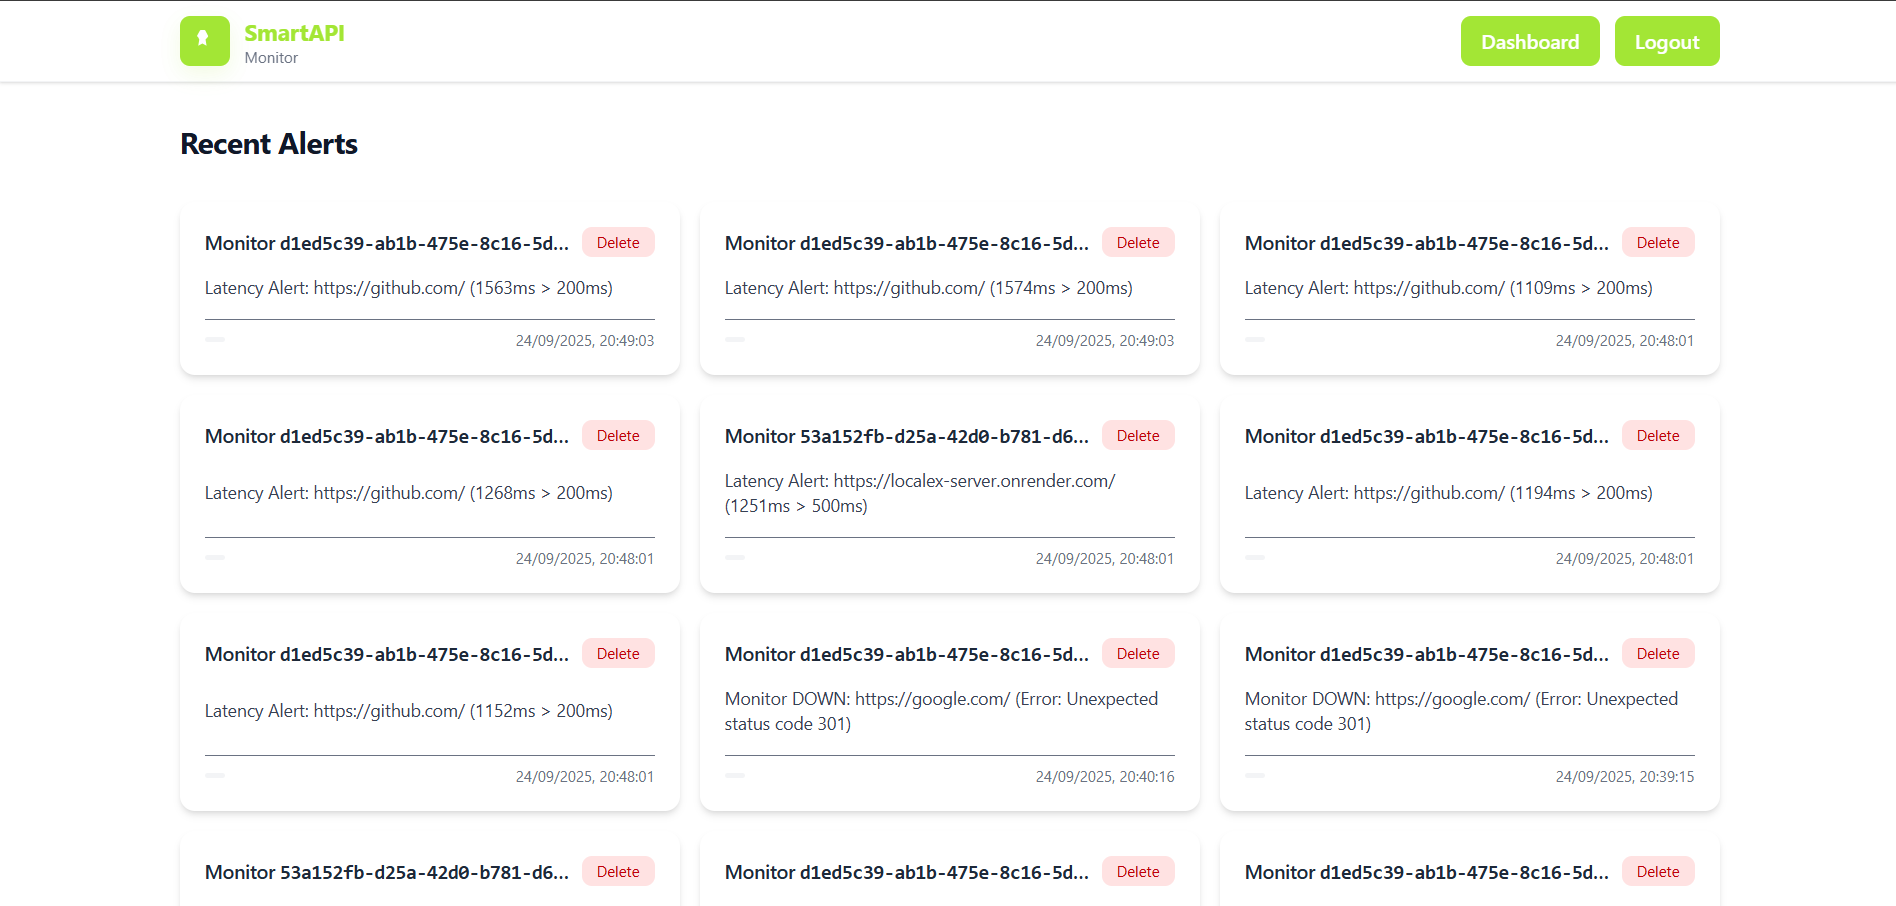 SmartAPI
Monitor
Dashboard
Logout
Recent Alerts
Monitor d1ed5c39-ab1b-475e-8c16-5d...
Delete
Latency Alert: https://github.com/ (1563ms > 200ms)
24/09/2025, 20:49:03
Monitor d1ed5c39-ab1b-475e-8c16-5d...
Delete
Latency Alert: https://github.com/ (1574ms > 200ms)
24/09/2025, 20:49:03
Monitor d1ed5c39-ab1b-475e-8c16-5d...
Delete
Latency Alert: https://github.com/ (1109ms > 200ms)
24/09/2025, 20:48:01
Monitor d1ed5c39-ab1b-475e-8c16-5d...
Delete
Latency Alert: https://github.com/ (1268ms > 200ms)
24/09/2025, 20:48:01
Monitor 53a152fb-d25a-42d0-b781-d6...
Delete
Latency Alert: https://localex-server.onrender.com/
(1251ms > 500ms)
24/09/2025, 20:48:01
Monitor d1ed5c39-ab1b-475e-8c16-5d...
Delete
Latency Alert: https://github.com/ (1194ms > 200ms)
24/09/2025, 20:48:01
Monitor d1ed5c39-ab1b-475e-8c16-5d...
Delete
Latency Alert: https://github.com/ (1152ms > 200ms)
24/09/2025, 20:48:01
Monitor d1ed5c39-ab1b-475e-8c16-5d...
Delete
Monitor DOWN: https://google.com/ (Error: Unexpected
status code 301)
24/09/2025, 20:40:16
Monitor d1ed5c39-ab1b-475e-8c16-5d...
Delete
Monitor DOWN: https://google.com/ (Error: Unexpected
status code 301)
24/09/2025, 20:39:15
Monitor 53a152fb-d25a-42d0-b781-d6...
Delete
Monitor d1ed5c39-ab1b-475e-8c16-5d...
Delete
Monitor d1ed5c39-ab1b-475e-8c16-5d...
Delete